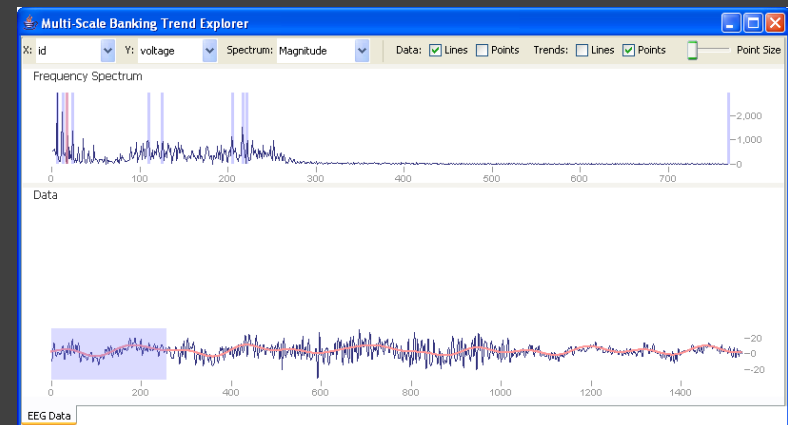 Multi-Scale Banking Trend Explorer
X: id Y: voltage Spectrum: Magnitude Data: Lines Points Trends: Lines Points Point Size
Frequency Spectrum
2,000
1,000
0
0 100 200 300 400 500 600 700
Data
20
0
-20
0 200 400 600 800 1000 1200 1400
EEG Data